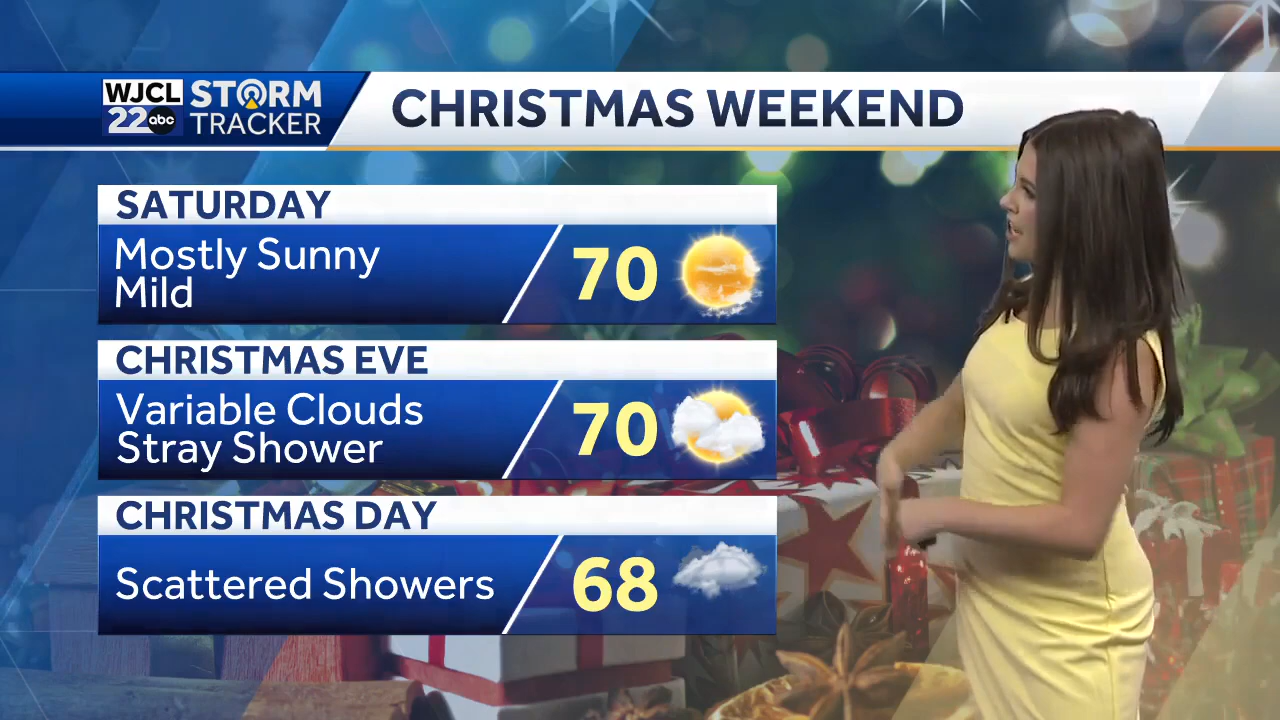 WJCL
22 abc
STORM
TRACKER
CHRISTMAS WEEKEND
SATURDAY
Mostly Sunny
Mild
70
CHRISTMAS EVE
Variable Clouds
Stray Shower
70
CHRISTMAS DAY
Scattered Showers
68